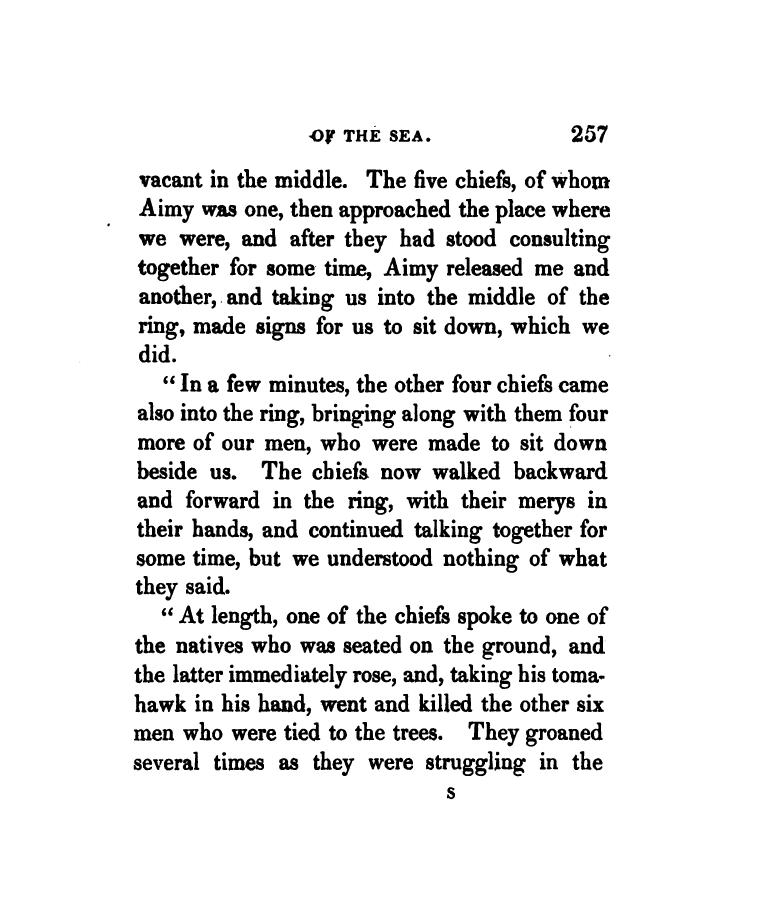 OF THE SEA. 257
vacant in the middle. The five chiefs, of whom
Aimy was one, then approached the place where
we were, and after they had stood consulting
together for some time, Aimy released me and
another, and taking us into the middle of the
ring, made signs for us to sit down, which we
did.
“In a few minutes, the other four chiefs came
also into the ring, bringing along with them four
more of our men, who were made to sit down
beside us. The chiefs now walked backward
and forward in the ring, with their merys in
their hands, and continued talking together for
some time, but we understood nothing of what
they said.
“At length, one of the chiefs spoke to one of
the natives who was seated on the ground, and
the latter immediately rose, and, taking his toma-
hawk in his hand, went and killed the other six
men who were tied to the trees. They groaned
several times as they were struggling in the
S